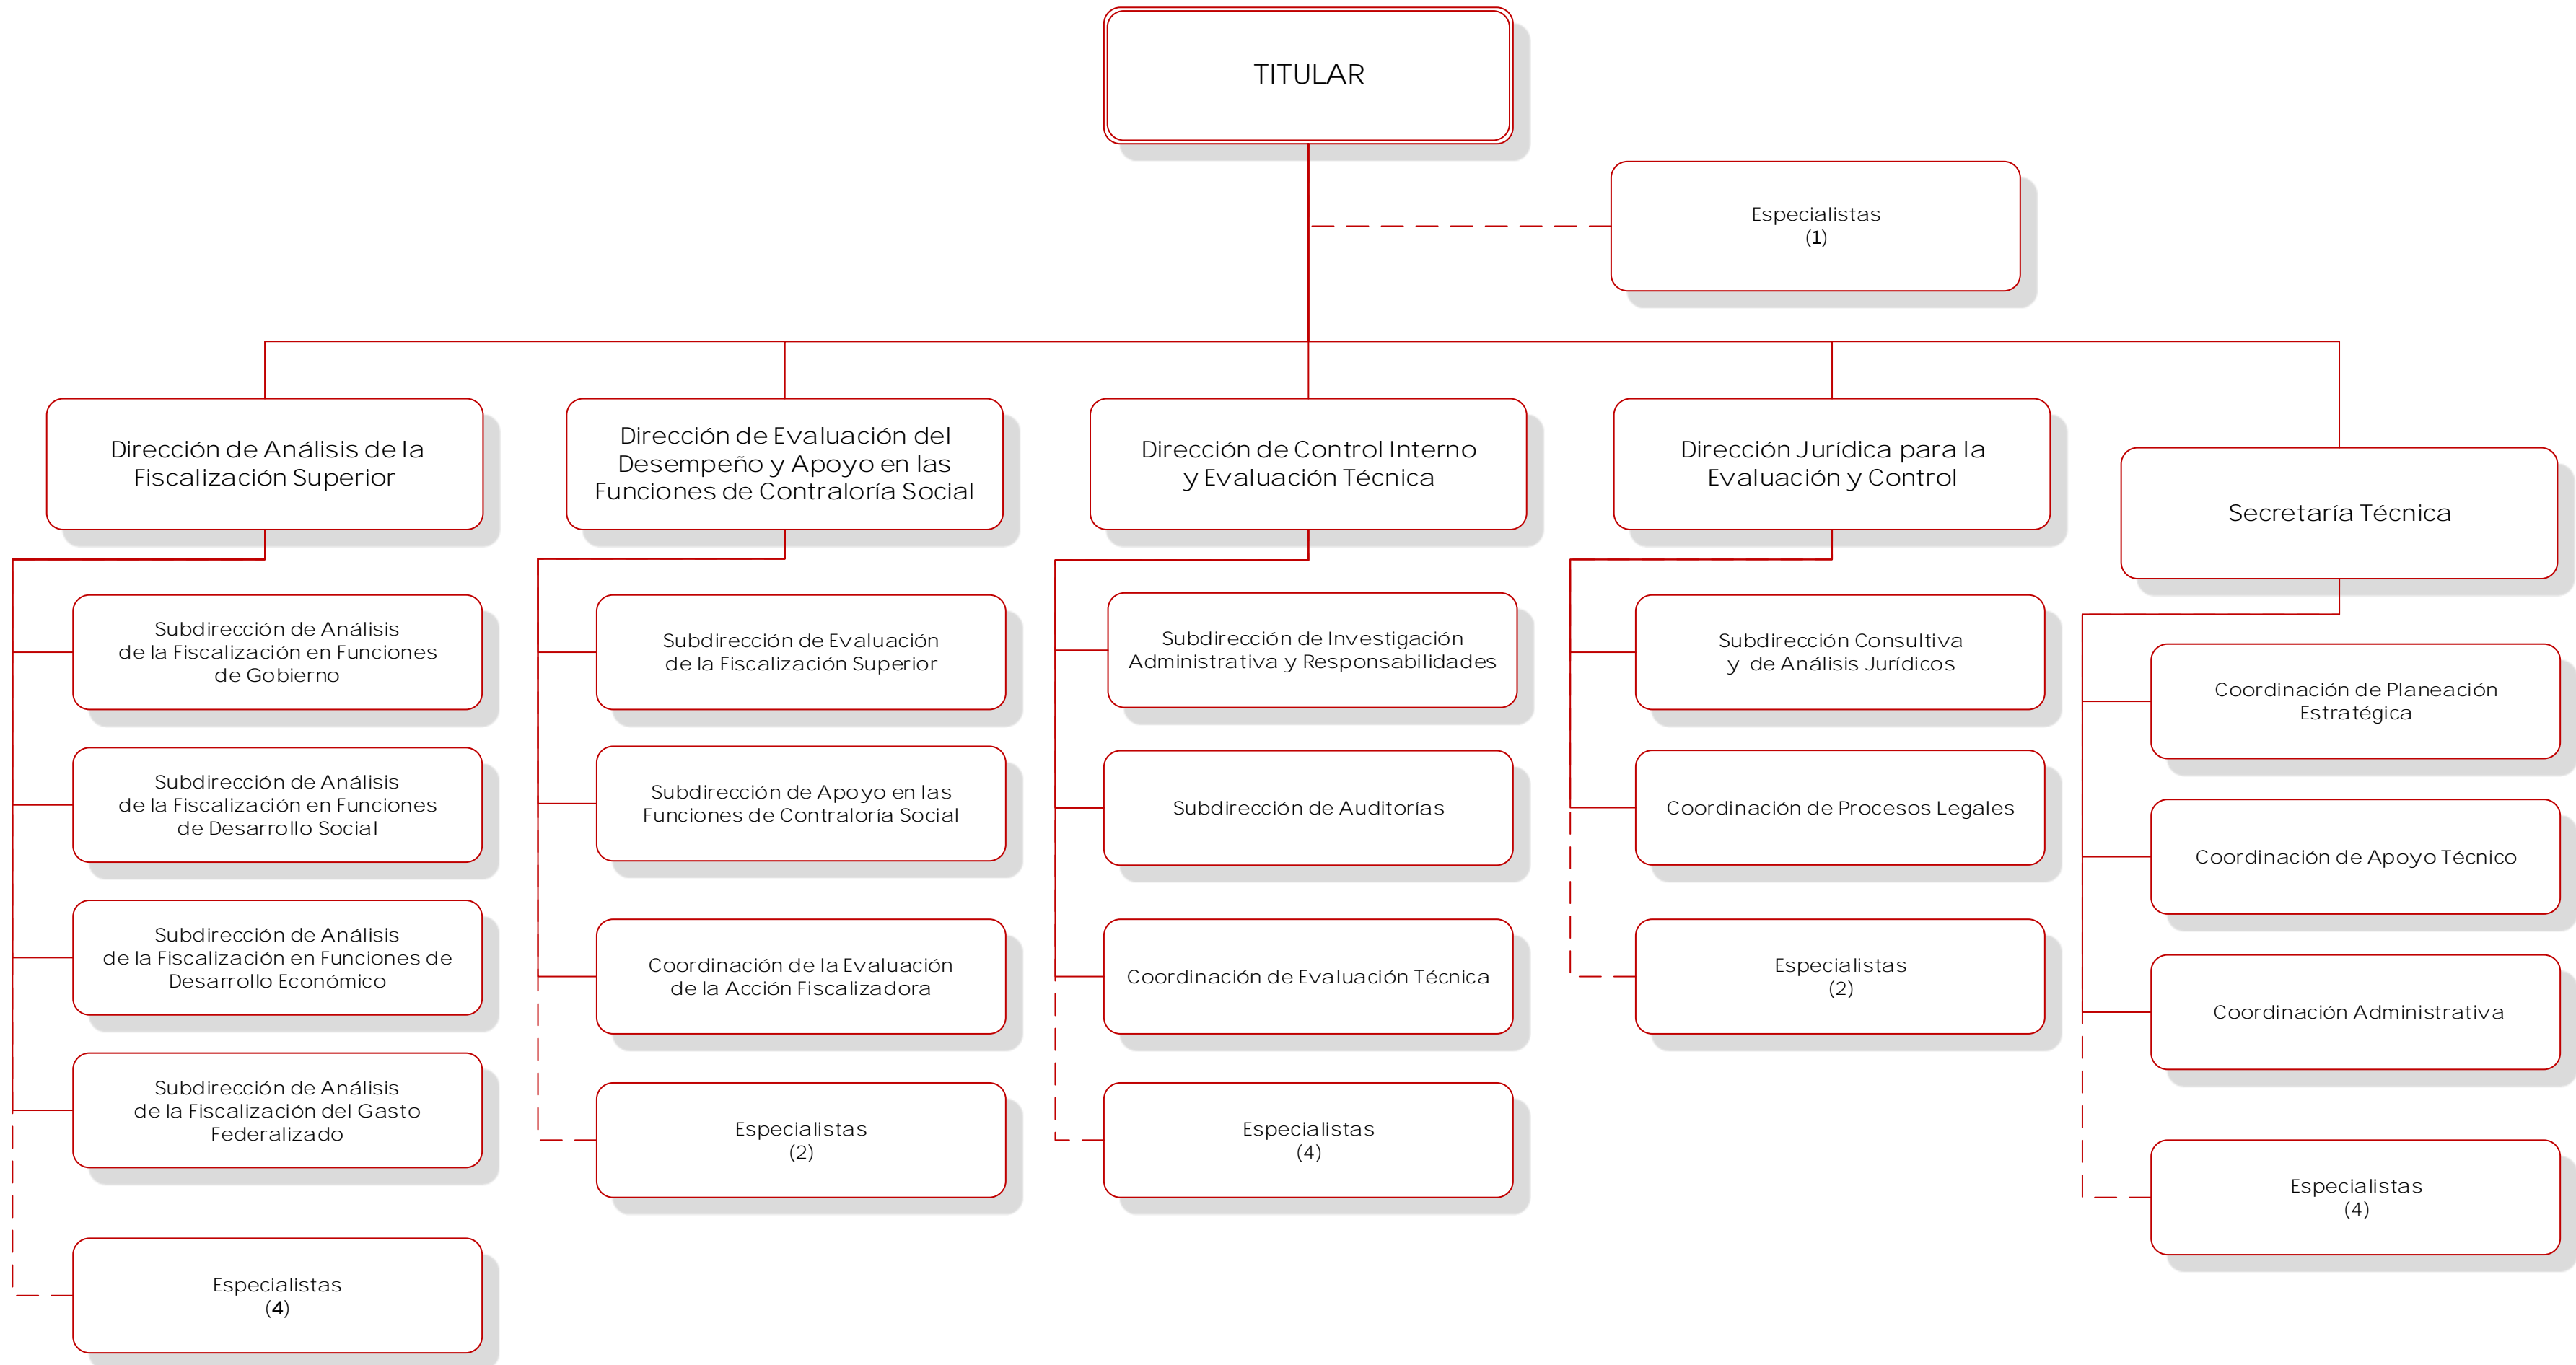 TITULAR
Especialistas
(1)
Dirección de Análisis de la
Fiscalización Superior
Subdirección de Análisis
de la Fiscalización en Funciones
de Gobierno
Subdirección de Análisis
de la Fiscalización en Funciones
de Desarrollo Social
Subdirección de Análisis
de la Fiscalización en Funciones de
Desarrollo Económico
Subdirección de Análisis
de la Fiscalización del Gasto
Federalizado
Especialistas
(4)
Dirección de Evaluación del
Desempeño y Apoyo en las
Funciones de Contraloría Social
Subdirección de Evaluación
de la Fiscalización Superior
Subdirección de Apoyo en las
Funciones de Contraloría Social
Coordinación de la Evaluación
de la Acción Fiscalizadora
Especialistas
(2)
Dirección de Control Interno
y Evaluación Técnica
Subdirección de Investigación
Administrativa y Responsabilidades
Subdirección de Auditorías
Coordinación de Evaluación Técnica
Especialistas
(4)
Dirección Jurídica para la
Evaluación y Control
Subdirección Consultiva
y de Análisis Jurídicos
Coordinación de Procesos Legales
Especialistas
(2)
Secretaría Técnica
Coordinación de Planeación
Estratégica
Coordinación de Apoyo Técnico
Coordinación Administrativa
Especialistas
(4)